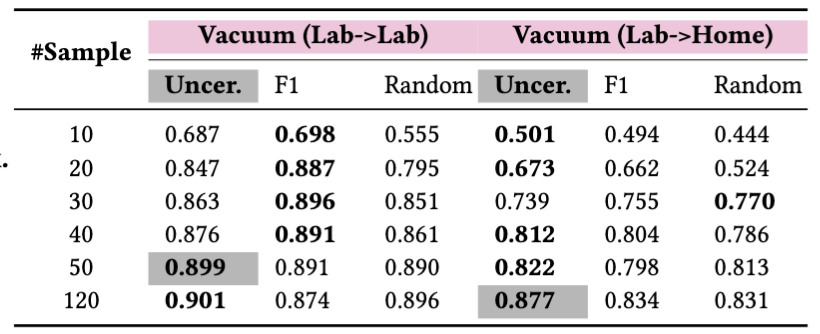 #Sample Vacuum (Lab->Lab) Vacuum (Lab->Home)
Uncer. F1 Random Uncer. F1 Random
10 0.687 0.698 0.555 0.501 0.494 0.444
20 0.847 0.887 0.795 0.673 0.662 0.524
30 0.863 0.896 0.851 0.739 0.755 0.770
40 0.876 0.891 0.861 0.812 0.804 0.786
50 0.899 0.891 0.890 0.822 0.798 0.813
120 0.901 0.874 0.896 0.877 0.834 0.831